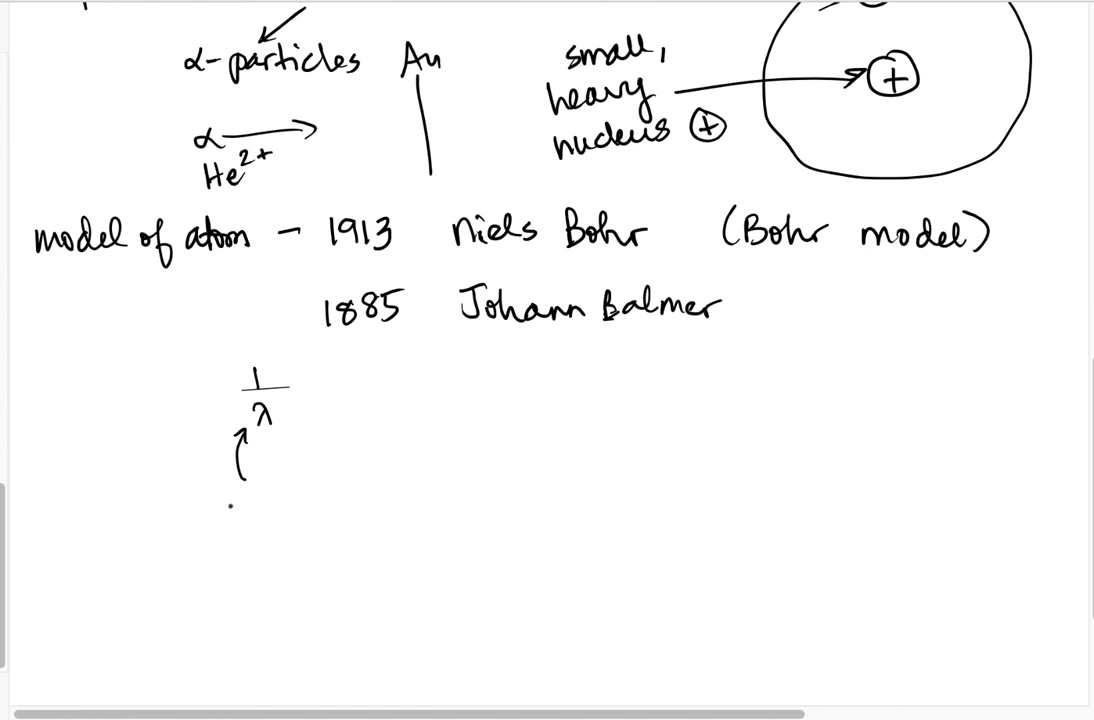 α-particles Au
small,
heavy
nucleus +
+
α
He²⁺
model of atom - 1913 Niels Bohr (Bohr model)
1885 Johann Balmer
1
λ